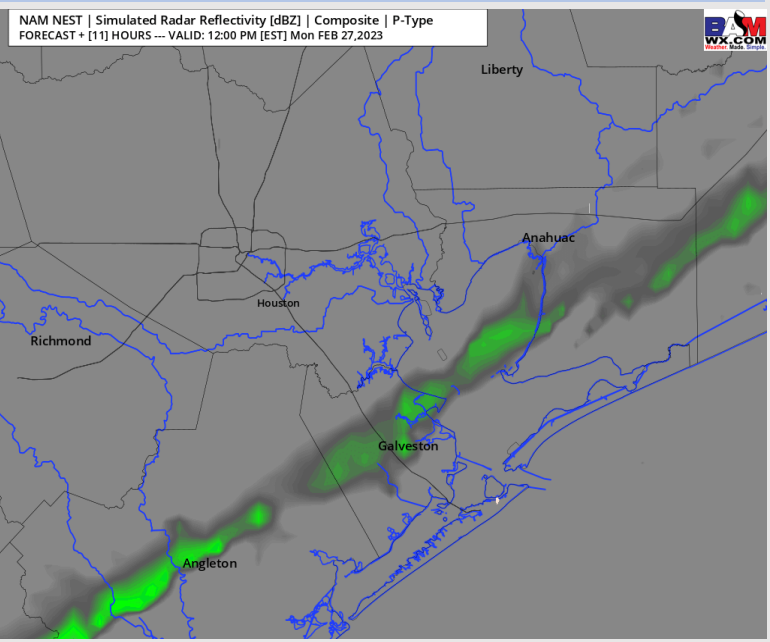 NAM NEST | Simulated Radar Reflectivity [dBZ] | Composite | P-Type
FORECAST + [11] HOURS --- VALID: 12:00 PM [EST] Mon FEB 27,2023
BAM
WX.COM
Weather. Made. Simple.
Liberty
Anahuac
Houston
Richmond
Galveston
Angleton